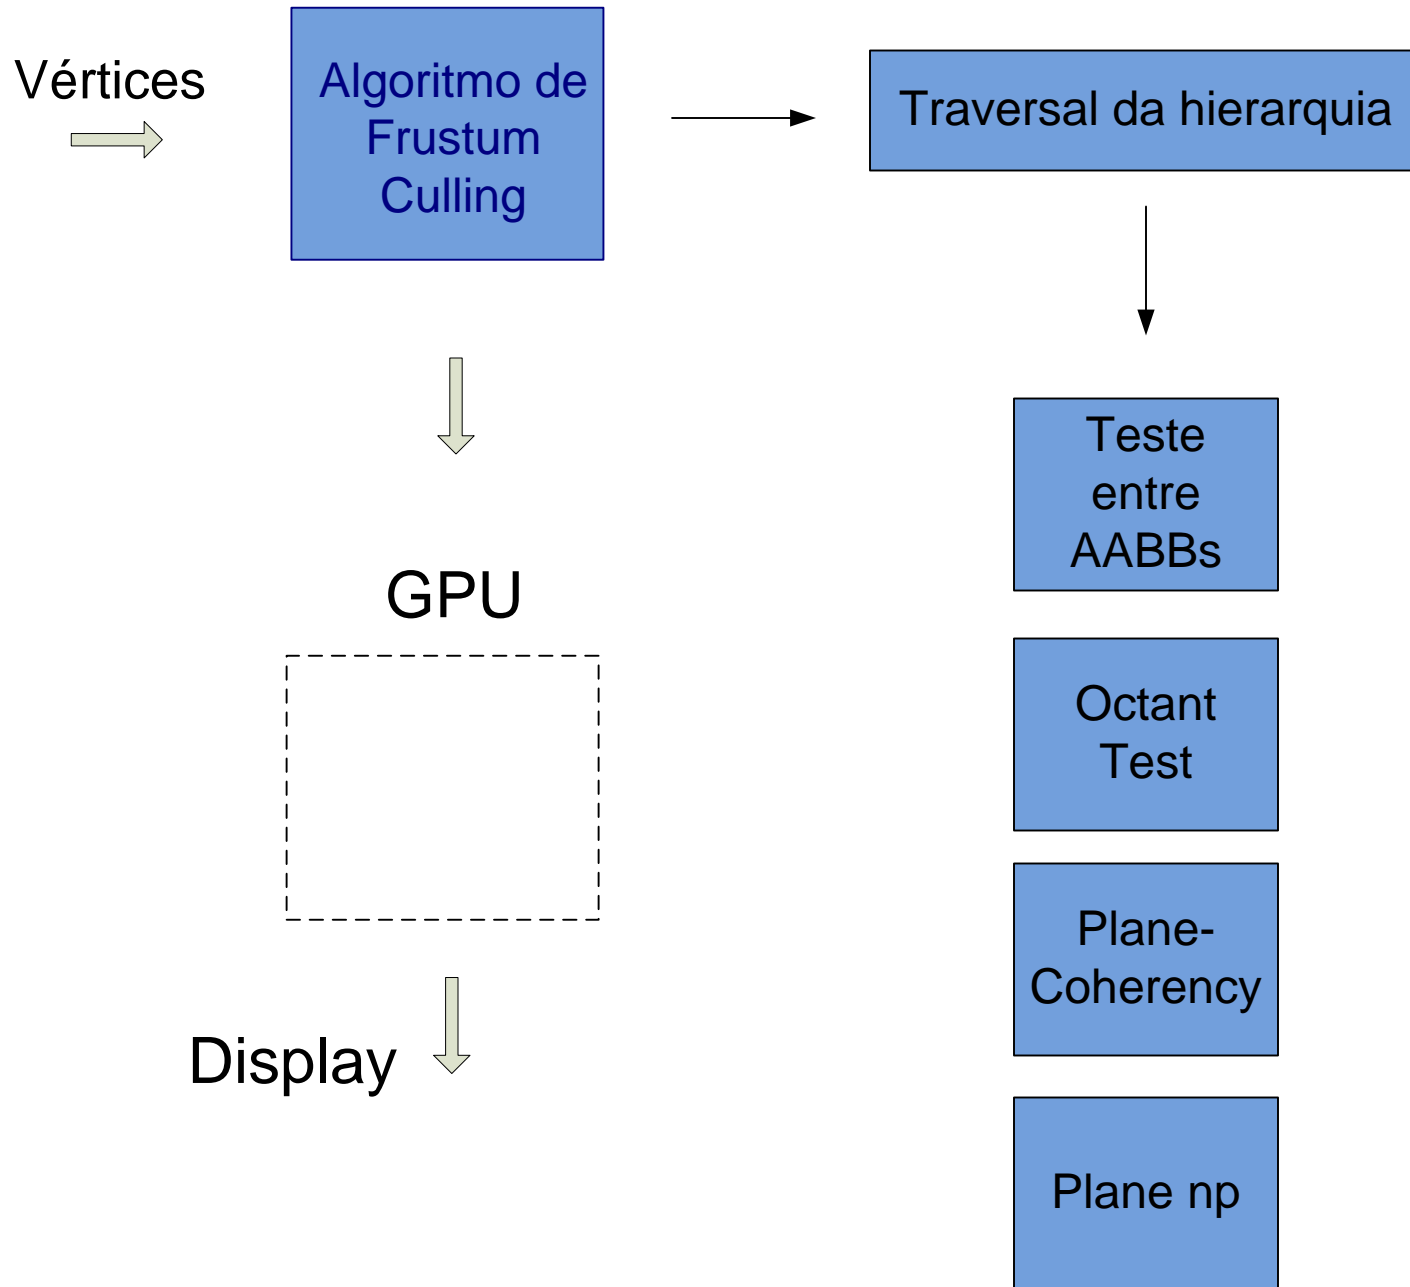 Vértices
Algoritmo de
Frustum
Culling
Traversal da hierarquia
Teste
entre
AABBs
GPU
Octant
Test
Plane-
Coherency
Display
Plane np